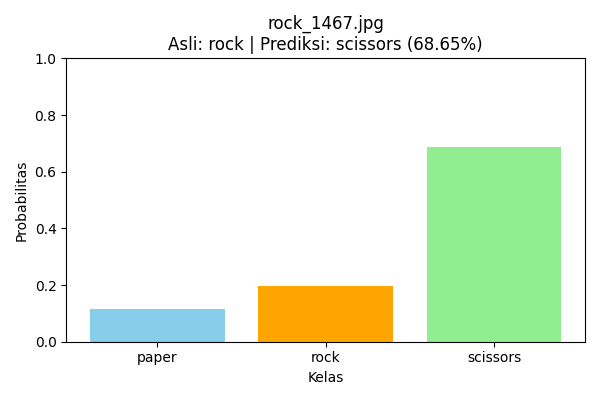 rock_1467.jpg
Asli: rock | Prediksi: scissors (68.65%)
1.0
0.8
0.6
0.4
0.2
0.0
Probabilitas
paper rock scissors
Kelas